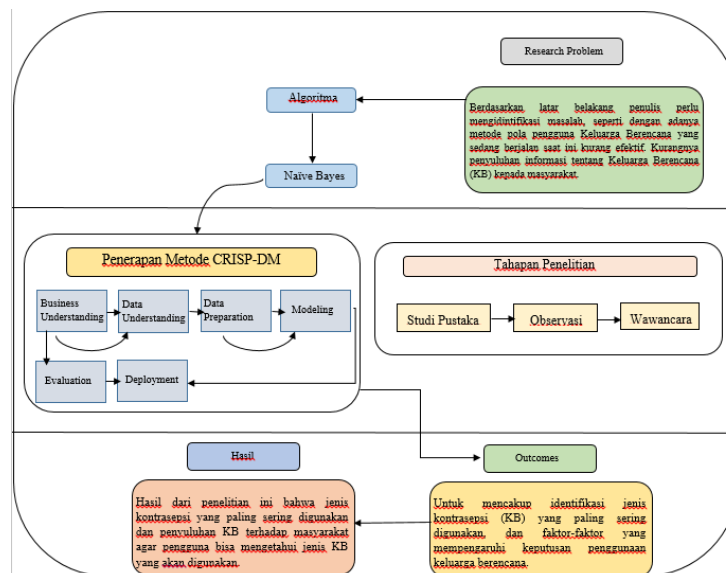 Research Problem
Algoritma
Berdasarkan latar belakang penulis perlu
mengidintifikasi masalah, seperti dengan adanya
metode pola pengguna Keluarga Berencana yang
sedang berjalan saat ini kurang efektif. Kurangnya
penyuluhan informasi tentang Keluarga Berencana
(KB) kepada masyarakat.
Naïve Bayes
Penerapan Metode CRISP-DM
Business
Understanding
Data
Understanding
Data
Preparation
Modeling
Evaluation
Deployment
Tahapan Penelitian
Studi Pustaka
Observasi
Wawancara
Hasil
Outcomes
Hasil dari penelitian ini bahwa jenis
kontrasepsi yang paling sering digunakan
dan penyuluhan KB terhadap masyarakat
agar pengguna bisa mengetahui jenis KB
yang akan digunakan.
Untuk mencakup identifikasi jenis
kontrasepsi (KB) yang paling sering
digunakan, dan faktor-faktor yang
mempengaruhi keputusan penggunaan
keluarga berencana.